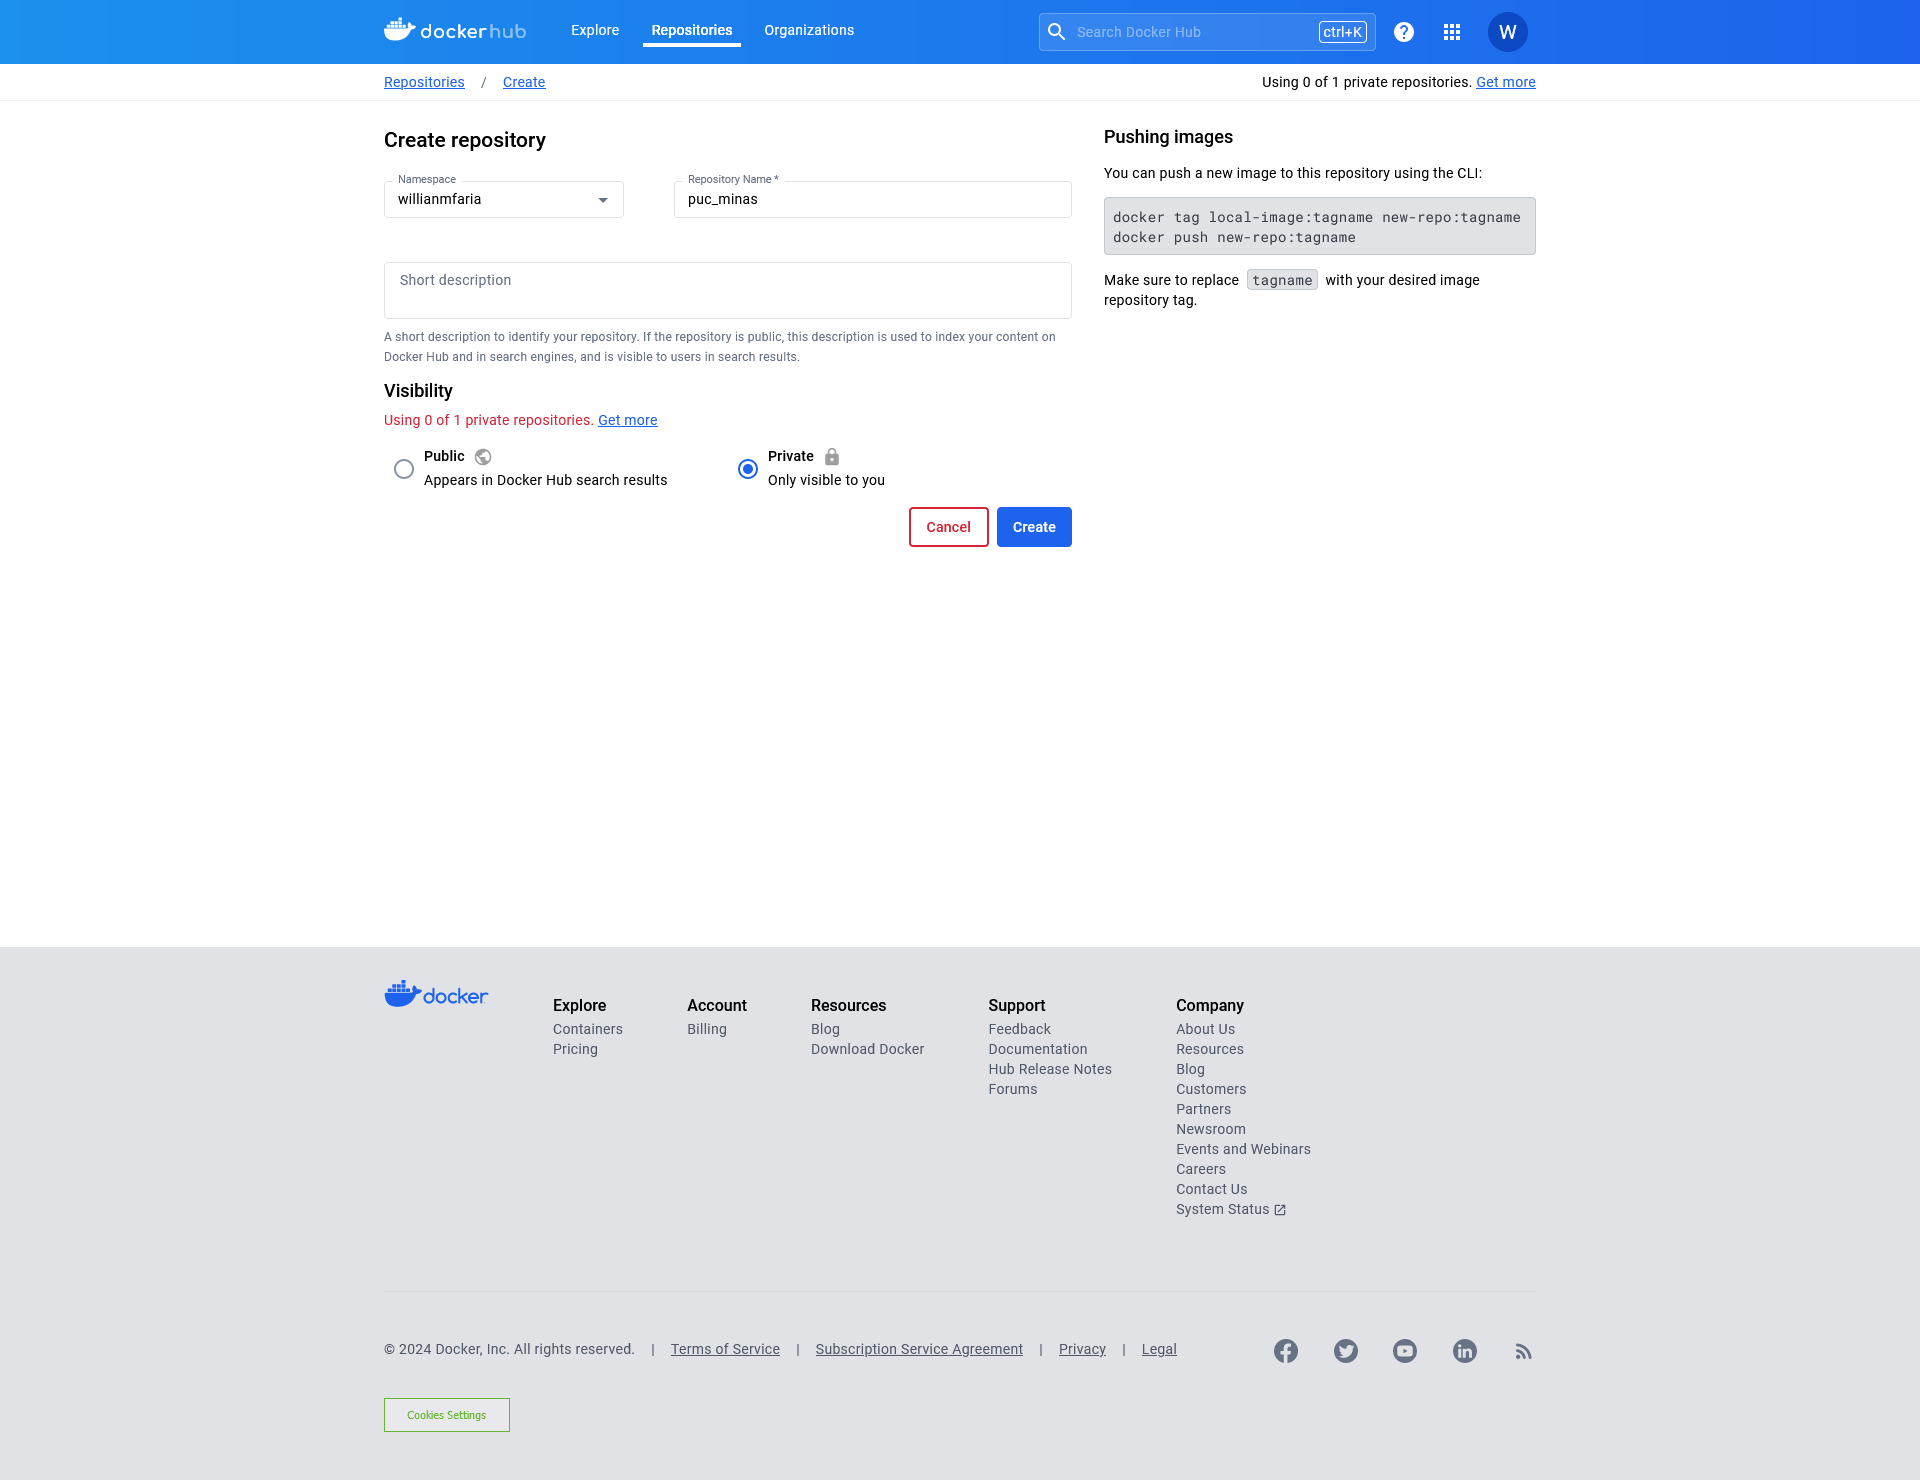 dockerhub
Explore
Repositories
Organizations
Search Docker Hub
ctrl+K
W
Repositories / Create
Using 0 of 1 private repositories. Get more
Create repository
Namespace
willianmfaria
Repository Name *
puc_minas
Short description
A short description to identify your repository. If the repository is public, this description is used to index your content on
Docker Hub and in search engines, and is visible to users in search results.
Visibility
Using 0 of 1 private repositories. Get more
Public
Appears in Docker Hub search results
Private
Only visible to you
Cancel
Create
Pushing images
You can push a new image to this repository using the CLI:
docker tag local-image:tagname new-repo:tagname
docker push new-repo:tagname
Make sure to replace tagname with your desired image
repository tag.
docker
Explore
Containers
Pricing
Account
Billing
Resources
Blog
Download Docker
Support
Feedback
Documentation
Hub Release Notes
Forums
Company
About Us
Resources
Blog
Customers
Partners
Newsroom
Events and Webinars
Careers
Contact Us
System Status
© 2024 Docker, Inc. All rights reserved. | Terms of Service | Subscription Service Agreement | Privacy | Legal
Cookies Settings